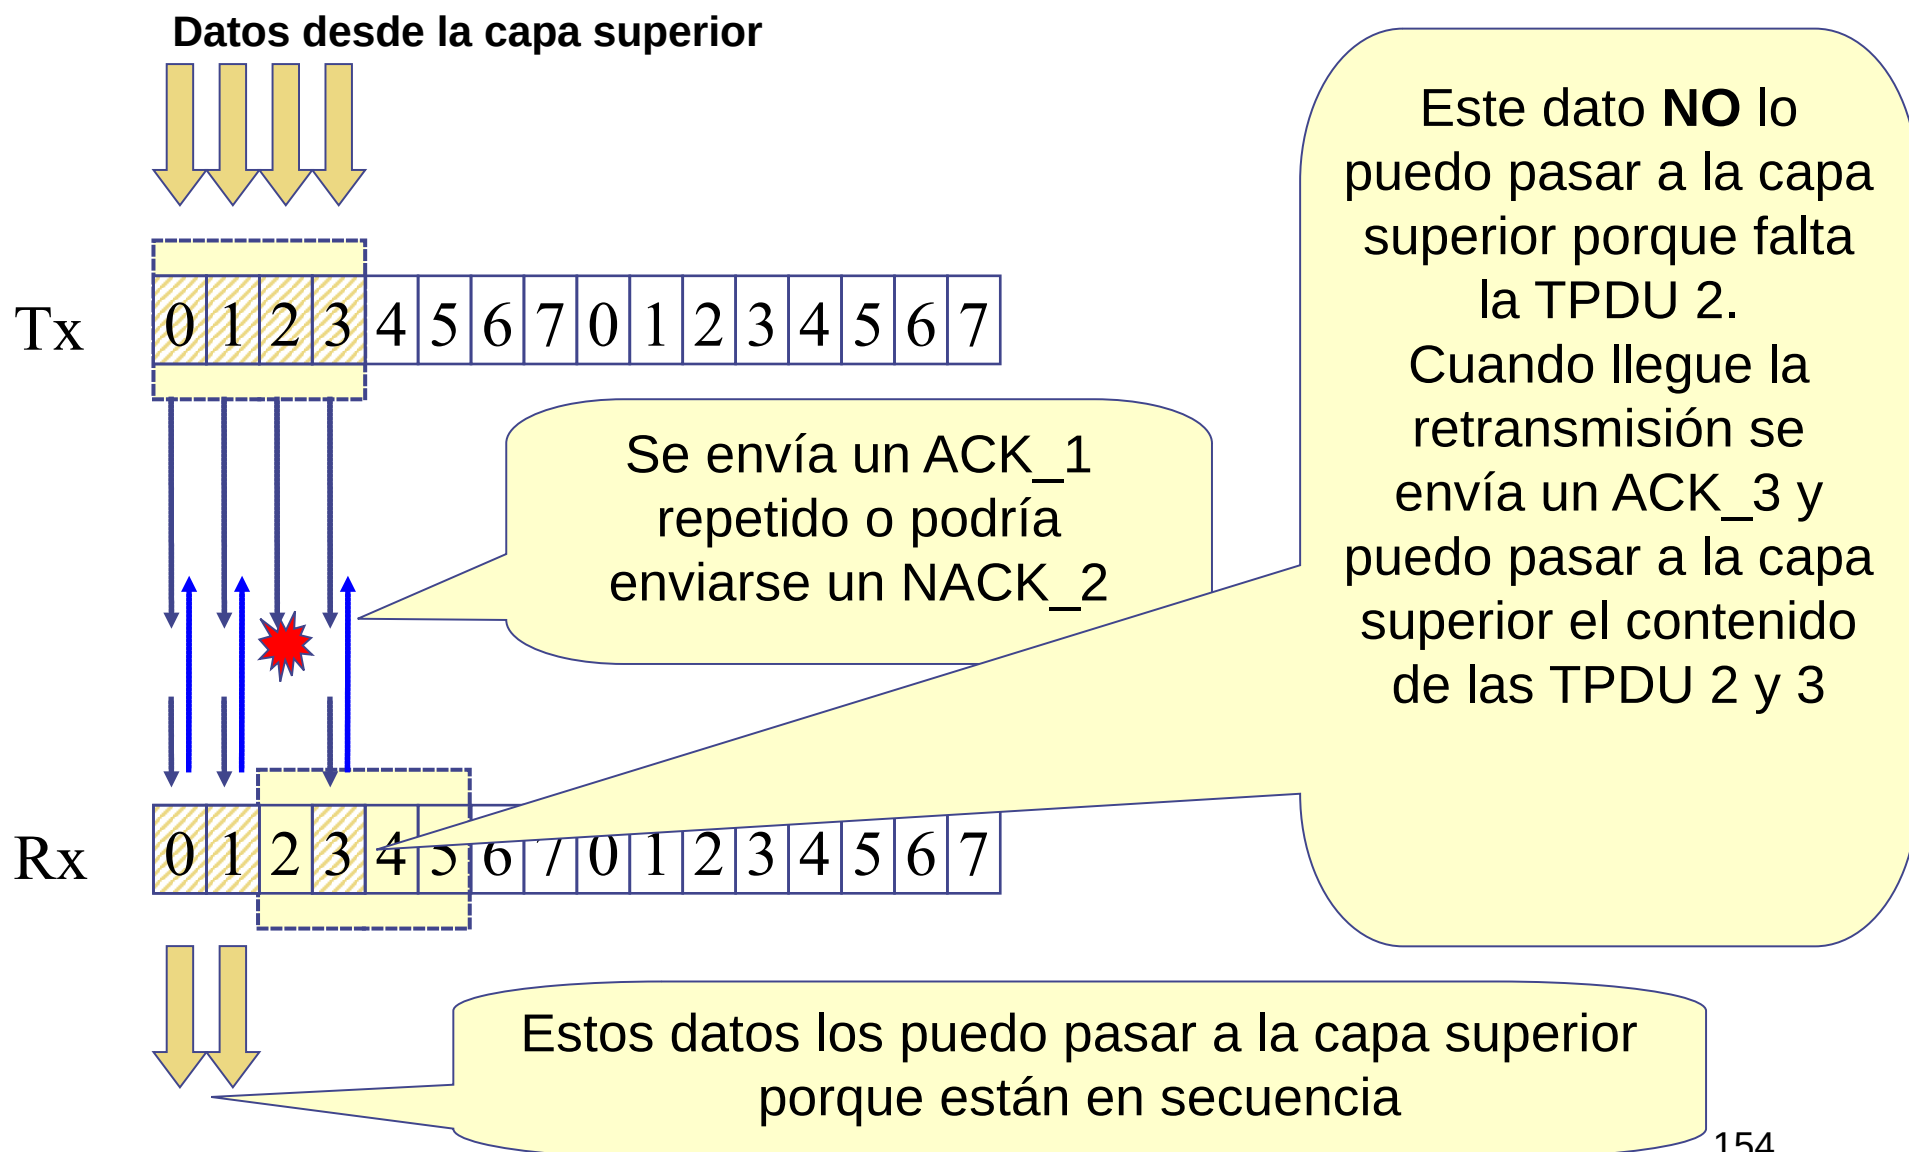 Datos desde la capa superior
Tx
0 1 2 3 4 5 6 7 0 1 2 3 4 5 6 7
Se envía un ACK_1
repetido o podría
enviarse un NACK_2
Este dato NO lo
puedo pasar a la capa
superior porque falta
la TPDU 2.
Cuando llegue la
retransmisión se
envía un ACK_3 y
puedo pasar a la capa
superior el contenido
de las TPDU 2 y 3
Rx
0 1 2 3 4 5 6 7 0 1 2 3 4 5 6 7
Estos datos los puedo pasar a la capa superior
porque están en secuencia
154